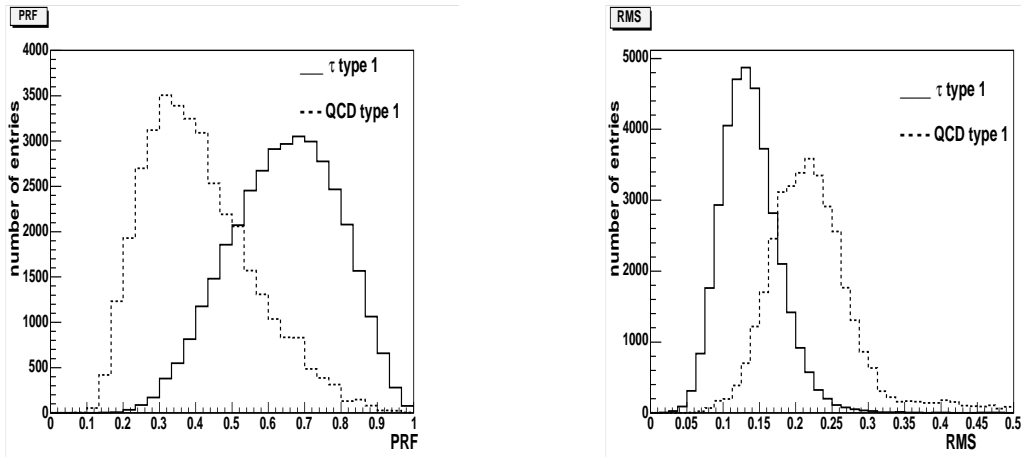 PRF
number of entries
4000
3500
3000
2500
2000
1500
1000
500
0
τ type 1
QCD type 1
0 0.1 0.2 0.3 0.4 0.5 0.6 0.7 0.8 0.9 1
PRF
RMS
number of entries
5000
4000
3000
2000
1000
0
τ type 1
QCD type 1
0 0.05 0.1 0.15 0.2 0.25 0.3 0.35 0.4 0.45 0.5
RMS